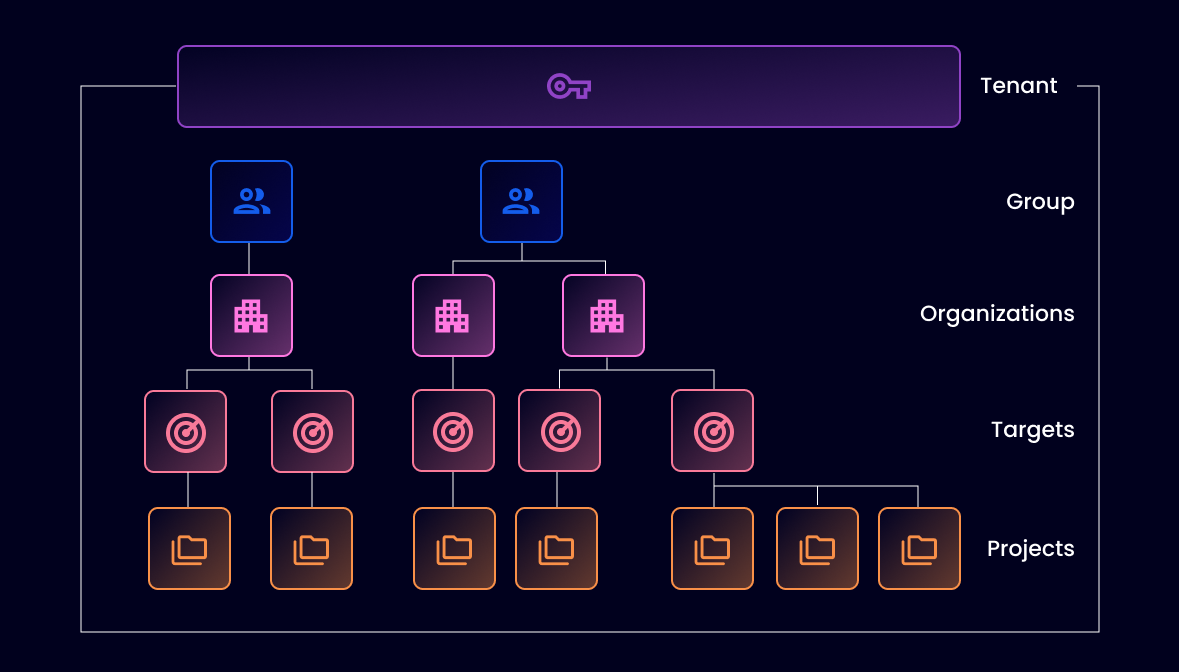 Tenant
Group
Organizations
Targets
Projects